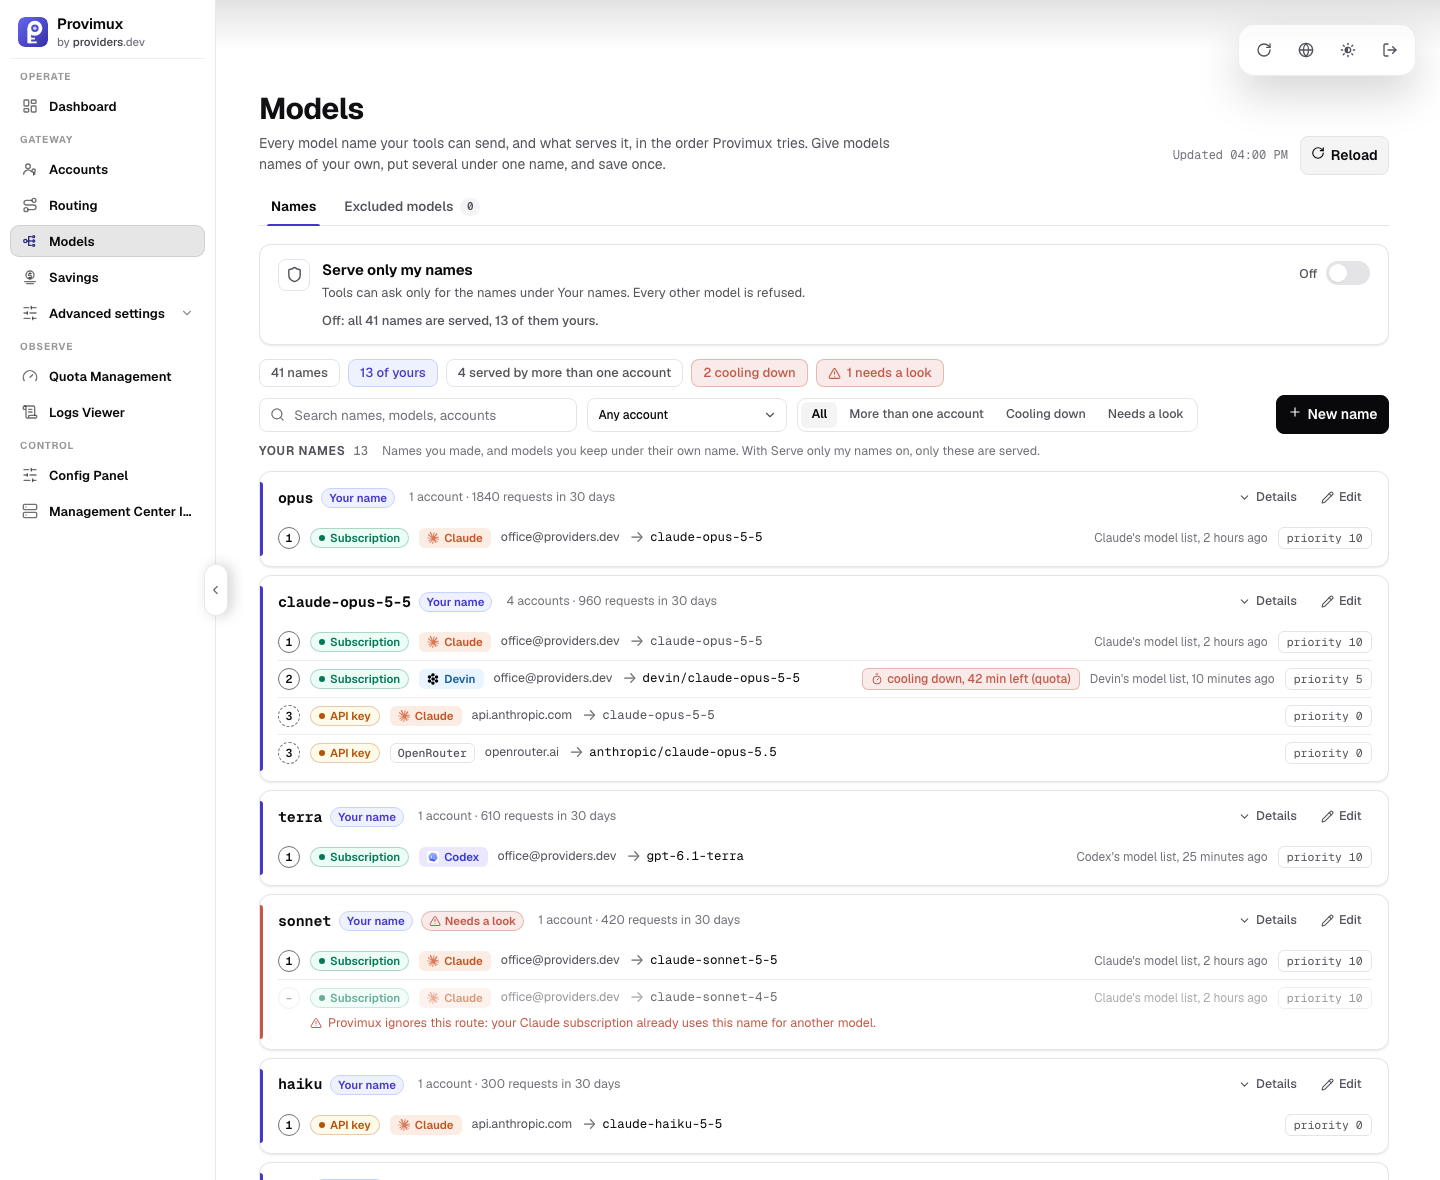 Provimux
by providers.dev
OPERATE
Dashboard
GATEWAY
Accounts
Routing
Models
Savings
Advanced settings
OBSERVE
Quota Management
Logs Viewer
CONTROL
Config Panel
Management Center I...
Models
Every model name your tools can send, and what serves it, in the order Provimux tries. Give models
names of your own, put several under one name, and save once.
Updated 04:00 PM
Reload
Names
Excluded models 0
Serve only my names
Off
Tools can ask only for the names under Your names. Every other model is refused.
Off: all 41 names are served, 13 of them yours.
41 names
13 of yours
4 served by more than one account
2 cooling down
1 needs a look
Search names, models, accounts
Any account
All
More than one account
Cooling down
Needs a look
+ New name
YOUR NAMES 13 Names you made, and models you keep under their own name. With Serve only my names on, only these are served.
opus Your name 1 account · 1840 requests in 30 days Details Edit
1 Subscription Claude office@providers.dev → claude-opus-5-5 Claude's model list, 2 hours ago priority 10
claude-opus-5-5 Your name 4 accounts · 960 requests in 30 days Details Edit
1 Subscription Claude office@providers.dev → claude-opus-5-5 Claude's model list, 2 hours ago priority 10
2 Subscription Devin office@providers.dev → devin/claude-opus-5-5 cooling down, 42 min left (quota) Devin's model list, 10 minutes ago priority 5
3 API key Claude api.anthropic.com → claude-opus-5-5 priority 0
3 API key OpenRouter openrouter.ai → anthropic/claude-opus-5.5 priority 0
terra Your name 1 account · 610 requests in 30 days Details Edit
1 Subscription Codex office@providers.dev → gpt-6.1-terra Codex's model list, 25 minutes ago priority 10
sonnet Your name Needs a look 1 account · 420 requests in 30 days Details Edit
1 Subscription Claude office@providers.dev → claude-sonnet-5-5 Claude's model list, 2 hours ago priority 10
– Subscription Claude office@providers.dev → claude-sonnet-4-5 Claude's model list, 2 hours ago priority 10
Provimux ignores this route: your Claude subscription already uses this name for another model.
haiku Your name 1 account · 300 requests in 30 days Details Edit
1 API key Claude api.anthropic.com → claude-haiku-5-5 priority 0